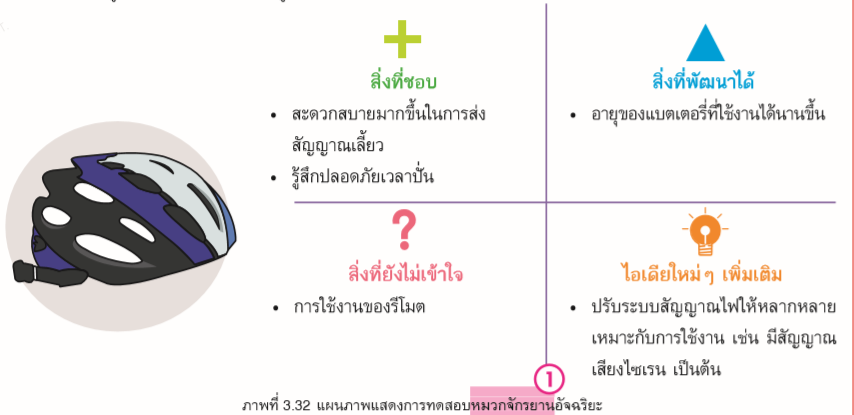 สิ่งที่ชอบ
• สะดวกสบายมากขึ้นในการส่ง
สัญญาณเลี้ยว
• รู้สึกปลอดภัยเวลาปั่น
สิ่งที่พัฒนาได้
• อายุของแบตเตอรี่ที่ใช้งานได้นานขึ้น
?
สิ่งที่ยังไม่เข้าใจ
• การใช้งานของรีโมต
ไอเดียใหม่ๆ เพิ่มเติม
• ปรับระบบสัญญาณไฟให้หลากหลาย
เหมาะกับการใช้งาน เช่น มีสัญญาณ
เสียงไซเรน เป็นต้น
1
ภาพที่ 3.32 แผนภาพแสดงการทดสอบหมวกจักรยานอัจฉริยะ